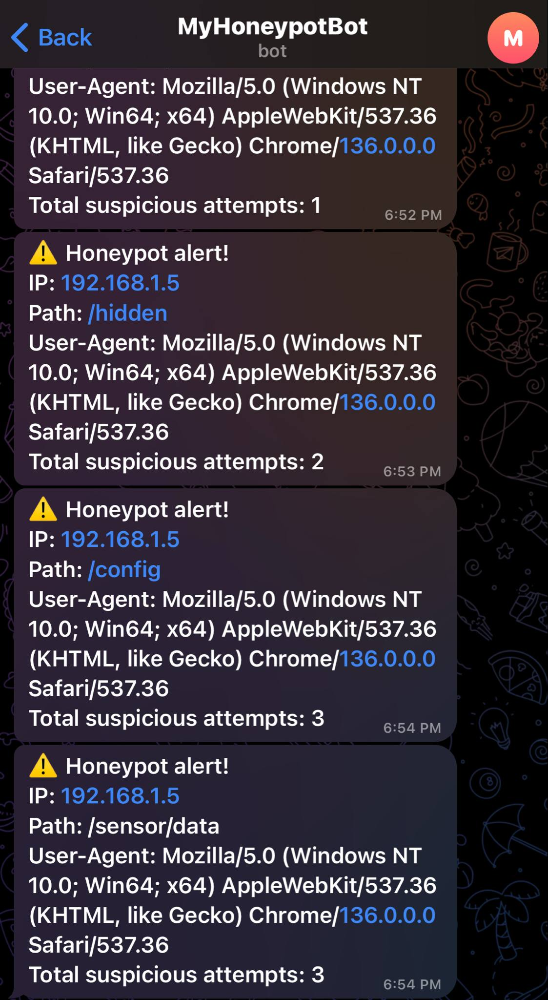 Back
MyHoneypotBot
bot
M
User-Agent: Mozilla/5.0 (Windows NT
10.0; Win64; x64) AppleWebKit/537.36
(KHTML, like Gecko) Chrome/136.0.0.0
Safari/537.36
Total suspicious attempts: 1
6:52 PM
⚠️ Honeypot alert!
IP: 192.168.1.5
Path: /hidden
User-Agent: Mozilla/5.0 (Windows NT
10.0; Win64; x64) AppleWebKit/537.36
(KHTML, like Gecko) Chrome/136.0.0.0
Safari/537.36
Total suspicious attempts: 2
6:53 PM
⚠️ Honeypot alert!
IP: 192.168.1.5
Path: /config
User-Agent: Mozilla/5.0 (Windows NT
10.0; Win64; x64) AppleWebKit/537.36
(KHTML, like Gecko) Chrome/136.0.0.0
Safari/537.36
Total suspicious attempts: 3
6:54 PM
⚠️ Honeypot alert!
IP: 192.168.1.5
Path: /sensor/data
User-Agent: Mozilla/5.0 (Windows NT
10.0; Win64; x64) AppleWebKit/537.36
(KHTML, like Gecko) Chrome/136.0.0.0
Safari/537.36
Total suspicious attempts: 3
6:54 PM